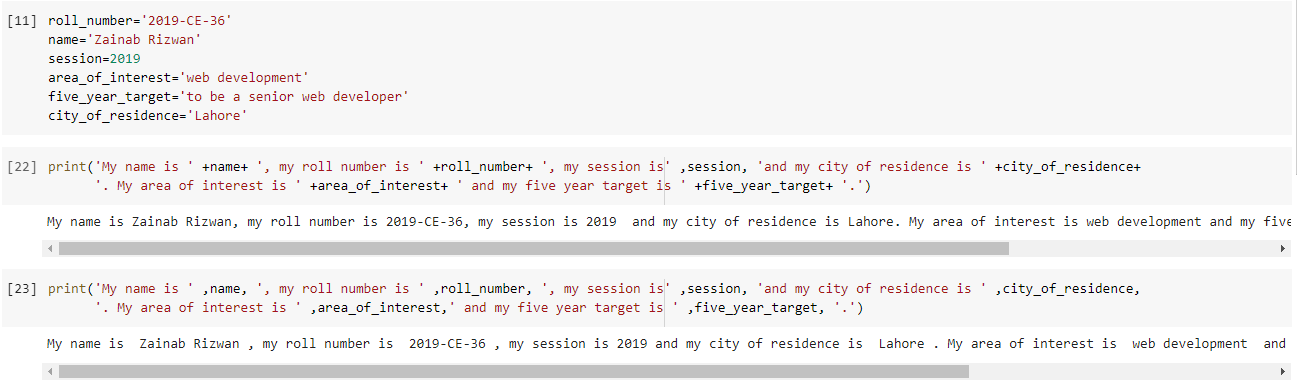 [11] roll_number='2019-CE-36'
name='Zainab Rizwan'
session=2019
area_of_interest='web development'
five_year_target='to be a senior web developer'
city_of_residence='Lahore'
[22] print('My name is ' +name+ ', my roll number is ' +roll_number+ ', my session is' ,session, 'and my city of residence is ' +city_of_residence+
'. My area of interest is ' +area_of_interest+ ' and my five year target is ' +five_year_target+ '.')
My name is Zainab Rizwan, my roll number is 2019-CE-36, my session is 2019  and my city of residence is Lahore. My area of interest is web development and my five
[23] print('My name is ' ,name, ', my roll number is ' ,roll_number, ', my session is' ,session, 'and my city of residence is ' ,city_of_residence,
'. My area of interest is ' ,area_of_interest,' and my five year target is ' ,five_year_target, '.')
My name is  Zainab Rizwan , my roll number is  2019-CE-36 , my session is 2019 and my city of residence is  Lahore . My area of interest is  web development  and